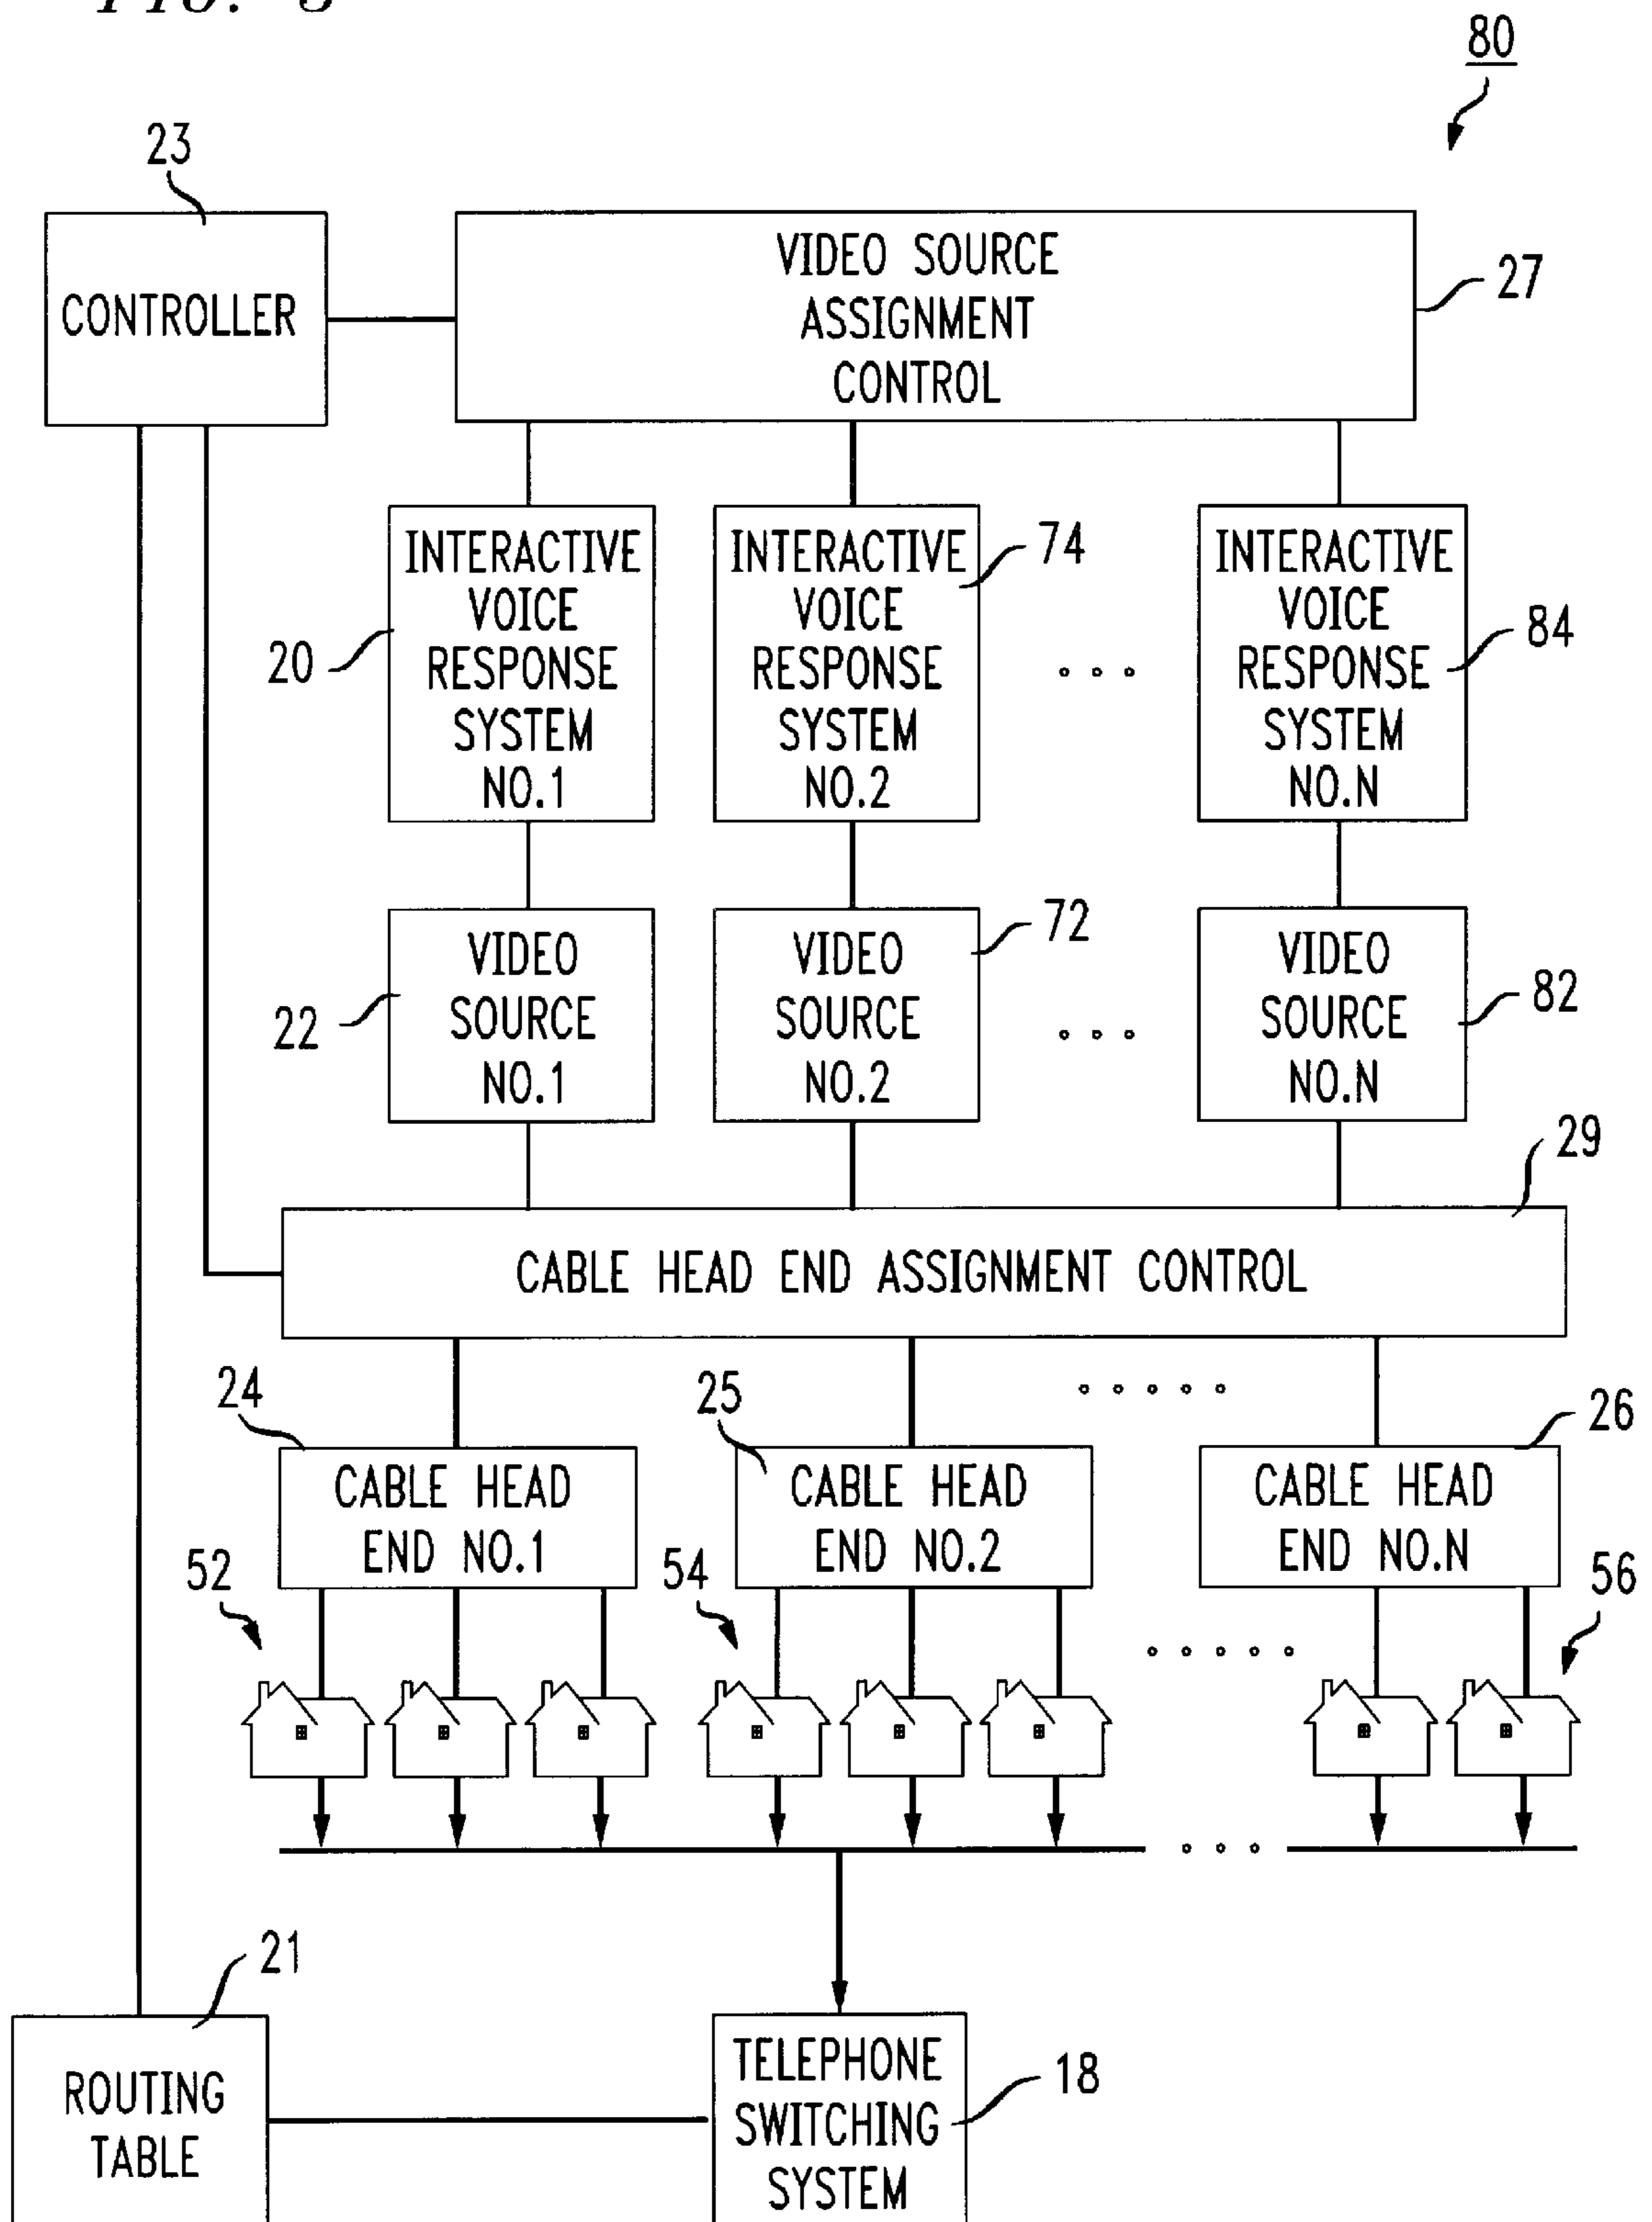 80
23
CONTROLLER
VIDEO SOURCE
ASSIGNMENT
CONTROL
27
INTERACTIVE
VOICE
RESPONSE
SYSTEM
NO.1
20
INTERACTIVE
VOICE
RESPONSE
SYSTEM
NO.2
74
. . .
INTERACTIVE
VOICE
RESPONSE
SYSTEM
NO.N
84
VIDEO
SOURCE
NO.1
22
VIDEO
SOURCE
NO.2
72
. . .
VIDEO
SOURCE
NO.N
82
29
CABLE HEAD END ASSIGNMENT CONTROL
24
CABLE HEAD
END NO.1
25
CABLE HEAD
END NO.2
. . . . .
26
CABLE HEAD
END NO.N
52
54
. . . . .
56
. . .
21
ROUTING
TABLE
TELEPHONE
SWITCHING
SYSTEM
18